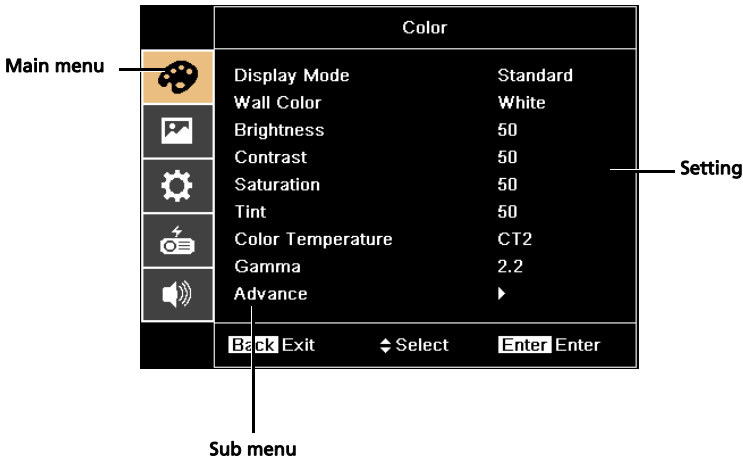 Color
Main menu
Display Mode Standard
Wall Color White
Brightness 50
Contrast 50
Setting
Saturation 50
Tint 50
Color Temperature CT2
Gamma 2.2
Advance
Back Exit Select Enter Enter
Sub menu